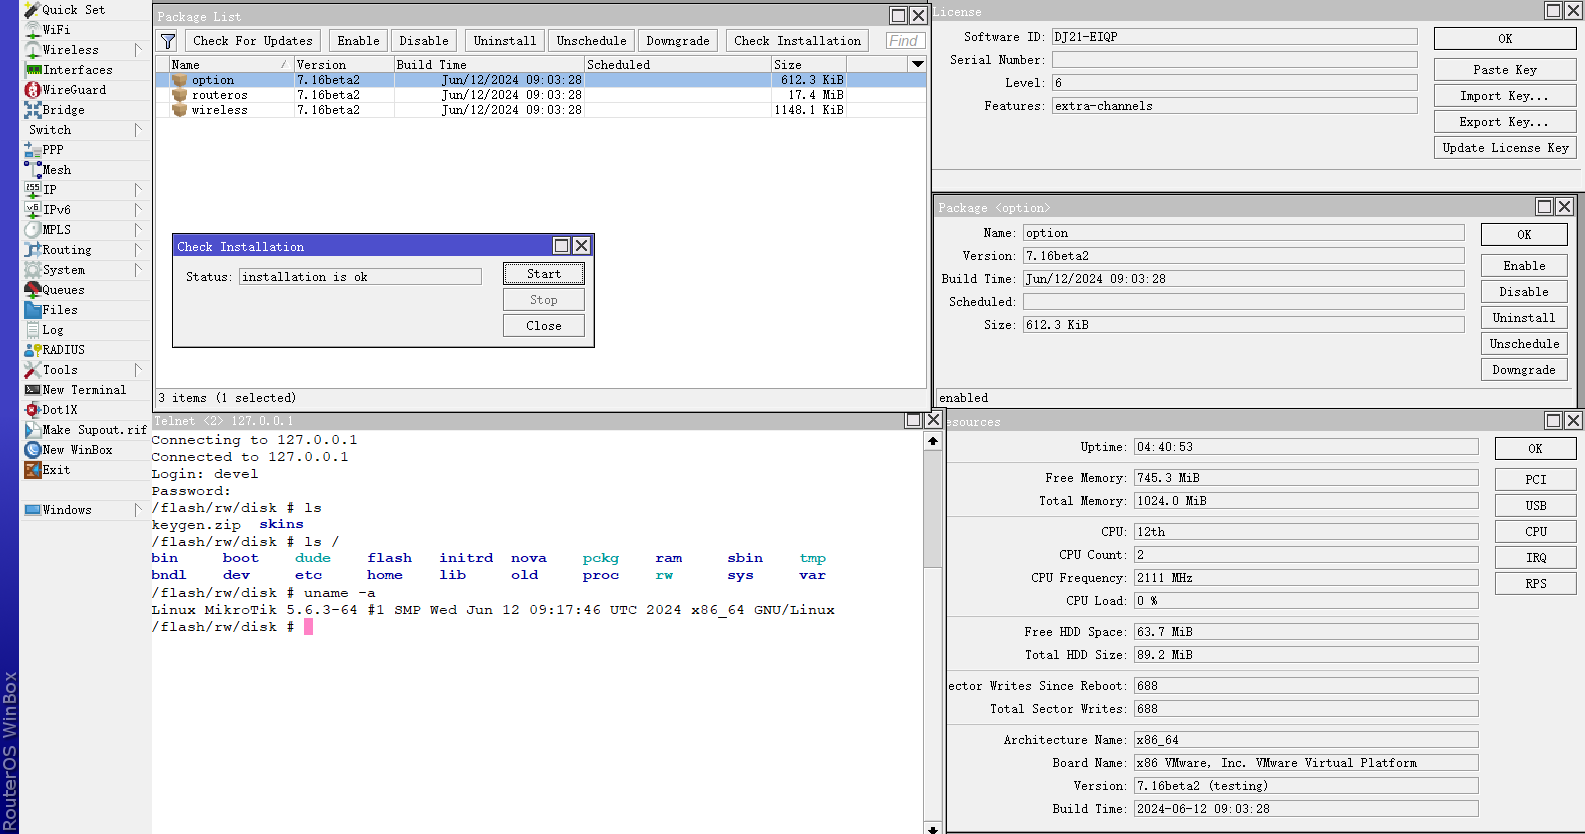 Quick Set
WiFi
Wireless
Interfaces
WireGuard
Bridge
Switch
PPP
Mesh
IP
IPv6
MPLS
Routing
System
Queues
Files
Log
RADIUS
Tools
New Terminal
Dot1X
Make Supout.rif
New WinBox
Exit
Windows
RouterOS WinBox
Package List
Check For Updates Enable Disable Uninstall Unschedule Downgrade Check Installation Find
Name Version Build Time Scheduled Size
option 7.16beta2 Jun/12/2024 09:03:28 612.3 KiB
routeros 7.16beta2 Jun/12/2024 09:03:28 17.4 MiB
wireless 7.16beta2 Jun/12/2024 09:03:28 1148.1 KiB
Check Installation
Status: installation is ok
Start
Stop
Close
3 items (1 selected)
Telnet <2> 127.0.0.1
Connecting to 127.0.0.1
Connected to 127.0.0.1
Login: devel
Password:
/flash/rw/disk # ls
keygen.zip skins
/flash/rw/disk # ls /
bin boot dude flash initrd nova pckg ram sbin tmp
bndl dev etc home lib old proc rw sys var
/flash/rw/disk # uname -a
Linux MikroTik 5.6.3-64 #1 SMP Wed Jun 12 09:17:46 UTC 2024 x86_64 GNU/Linux
/flash/rw/disk #
License
Software ID: DJ21-EIQP
Serial Number:
Level: 6
Features: extra-channels
OK
Paste Key
Import Key...
Export Key...
Update License Key
Package <option>
Name: option
Version: 7.16beta2
Build Time: Jun/12/2024 09:03:28
Scheduled:
Size: 612.3 KiB
OK
Enable
Disable
Uninstall
Unschedule
Downgrade
enabled
esources
Uptime: 04:40:53
Free Memory: 745.3 MiB
Total Memory: 1024.0 MiB
CPU: 12th
CPU Count: 2
CPU Frequency: 2111 MHz
CPU Load: 0 %
Free HDD Space: 63.7 MiB
Total HDD Size: 89.2 MiB
ector Writes Since Reboot: 688
Total Sector Writes: 688
Architecture Name: x86_64
Board Name: x86 VMware, Inc. VMware Virtual Platform
Version: 7.16beta2 (testing)
Build Time: 2024-06-12 09:03:28
OK
PCI
USB
CPU
IRQ
RPS